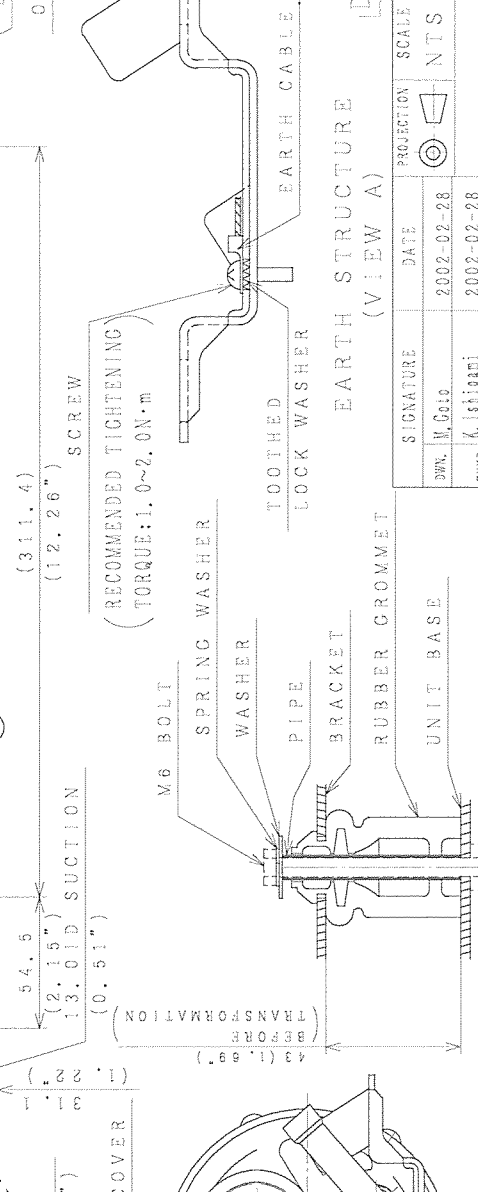 EARTH CABLE
EARTH STRUCTURE
(VIEW A)
SCALE
NTS
PROJECTION
DATE
2002-02-28
2002-02-28
SIGNATURE
DWN. M.Goto
K.Ishigami
SCREW
(RECOMMENDED TIGHTENING
TORQUE:1.0~2.0N·m)
TOOTHED
LOCK WASHER
(311.4)
(12.26")
M6 BOLT
SPRING WASHER
WASHER
PIPE
BRACKET
RUBBER GROMMET
UNIT BASE
54.5
(2.15")
13.0ID SUCTION
(0.51")
43(1.69")
(BEFORE
TRANSFORMATION)
31.1
(1.22")
COVER